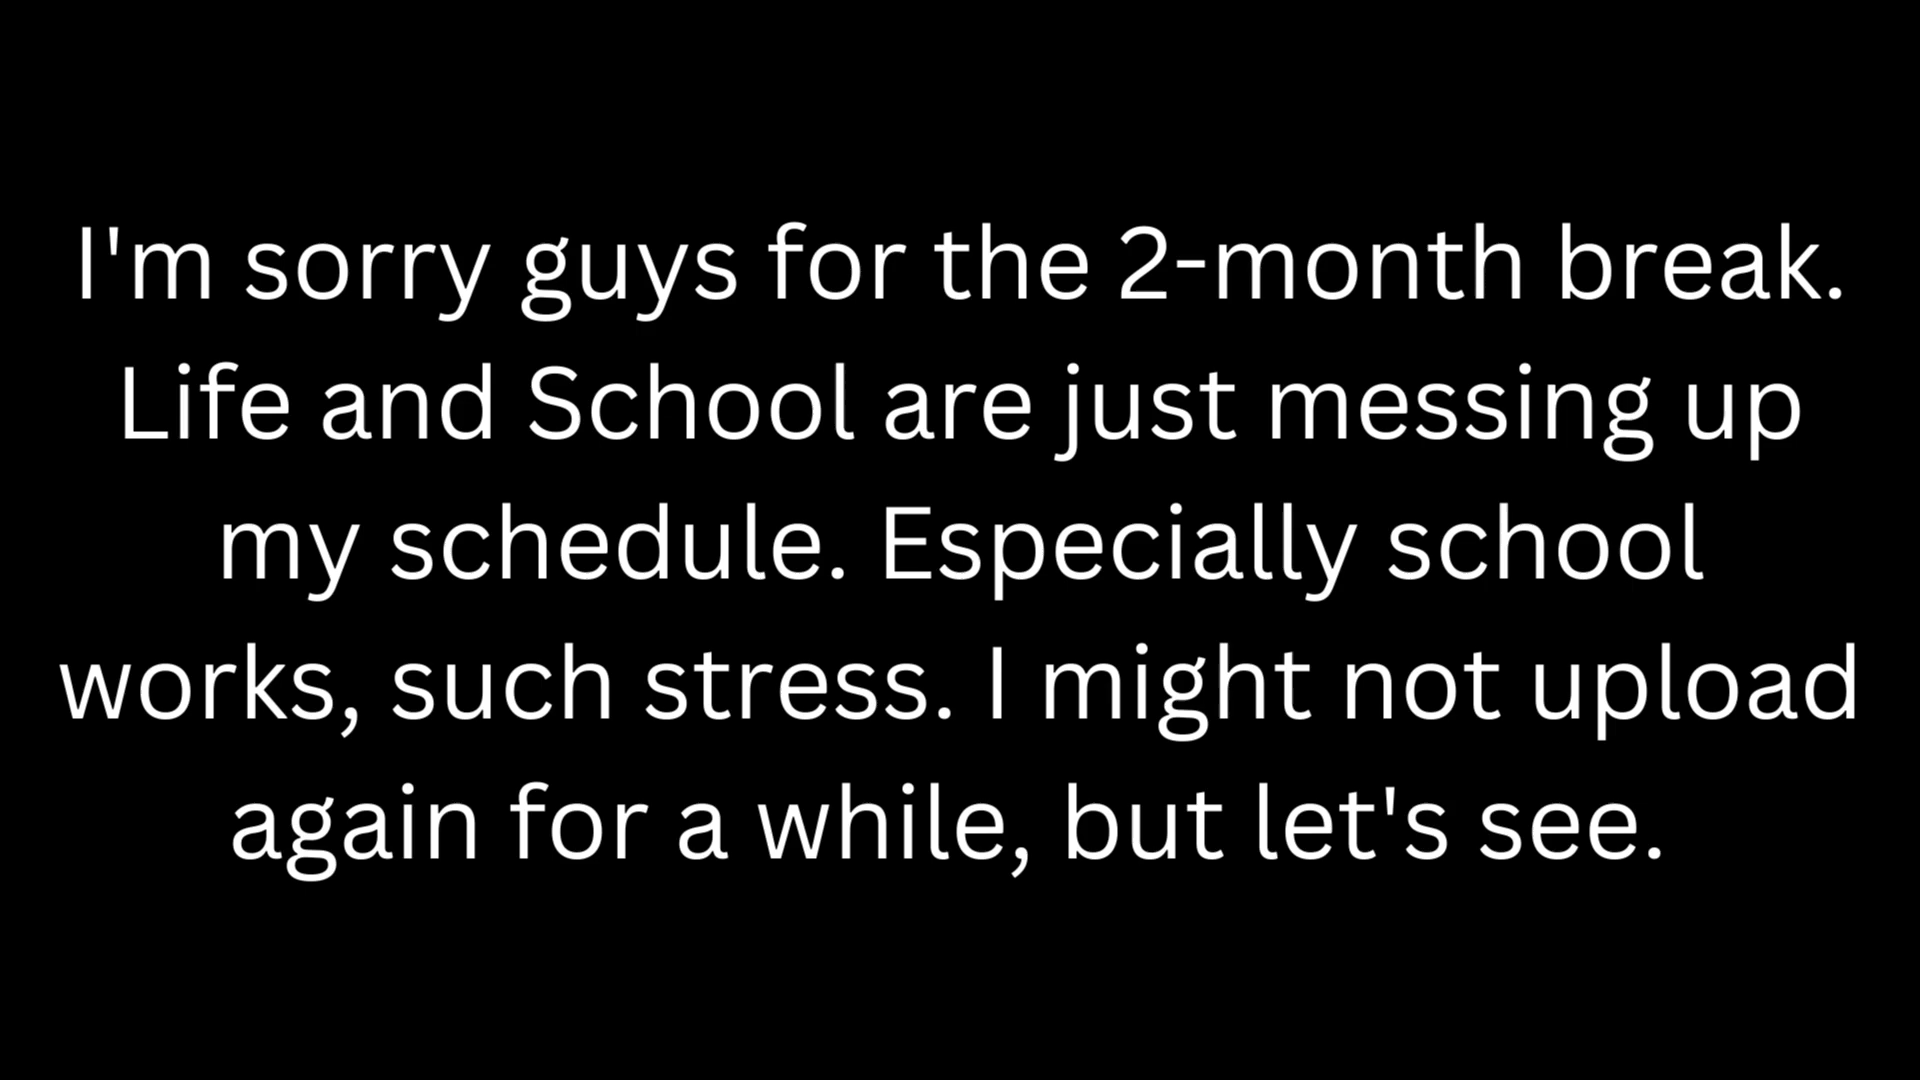 I'm sorry guys for the 2-month break.
Life and School are just messing up
my schedule. Especially school
works, such stress. I might not upload
again for a while, but let's see.